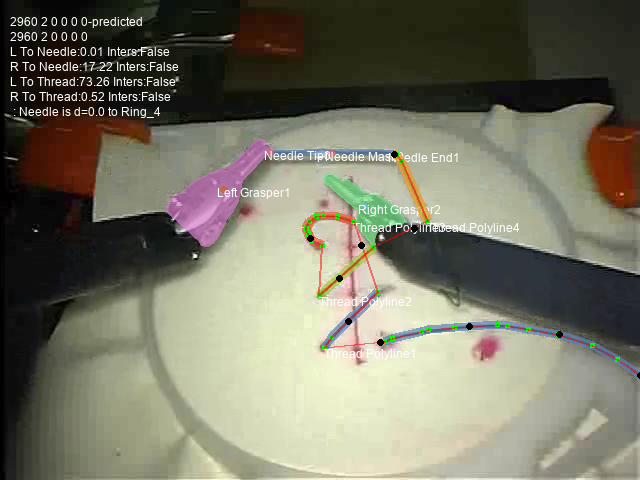 2960 2 0 0 0 0-predicted
2960 2 0 0 0 0
L To Needle:0.01 Inters:False
R To Needle:17.22 Inters:False
L To Thread:73.26 Inters:False
R To Thread:0.52 Inters:False
: Needle is d=0.0 to Ring_4
Needle Tip
Needle Mas
Needle End1
Left Grasper1
Right Grasper2
Thread Polyline3
Thread Polyline4
Thread Polyline2
Thread Polyline1